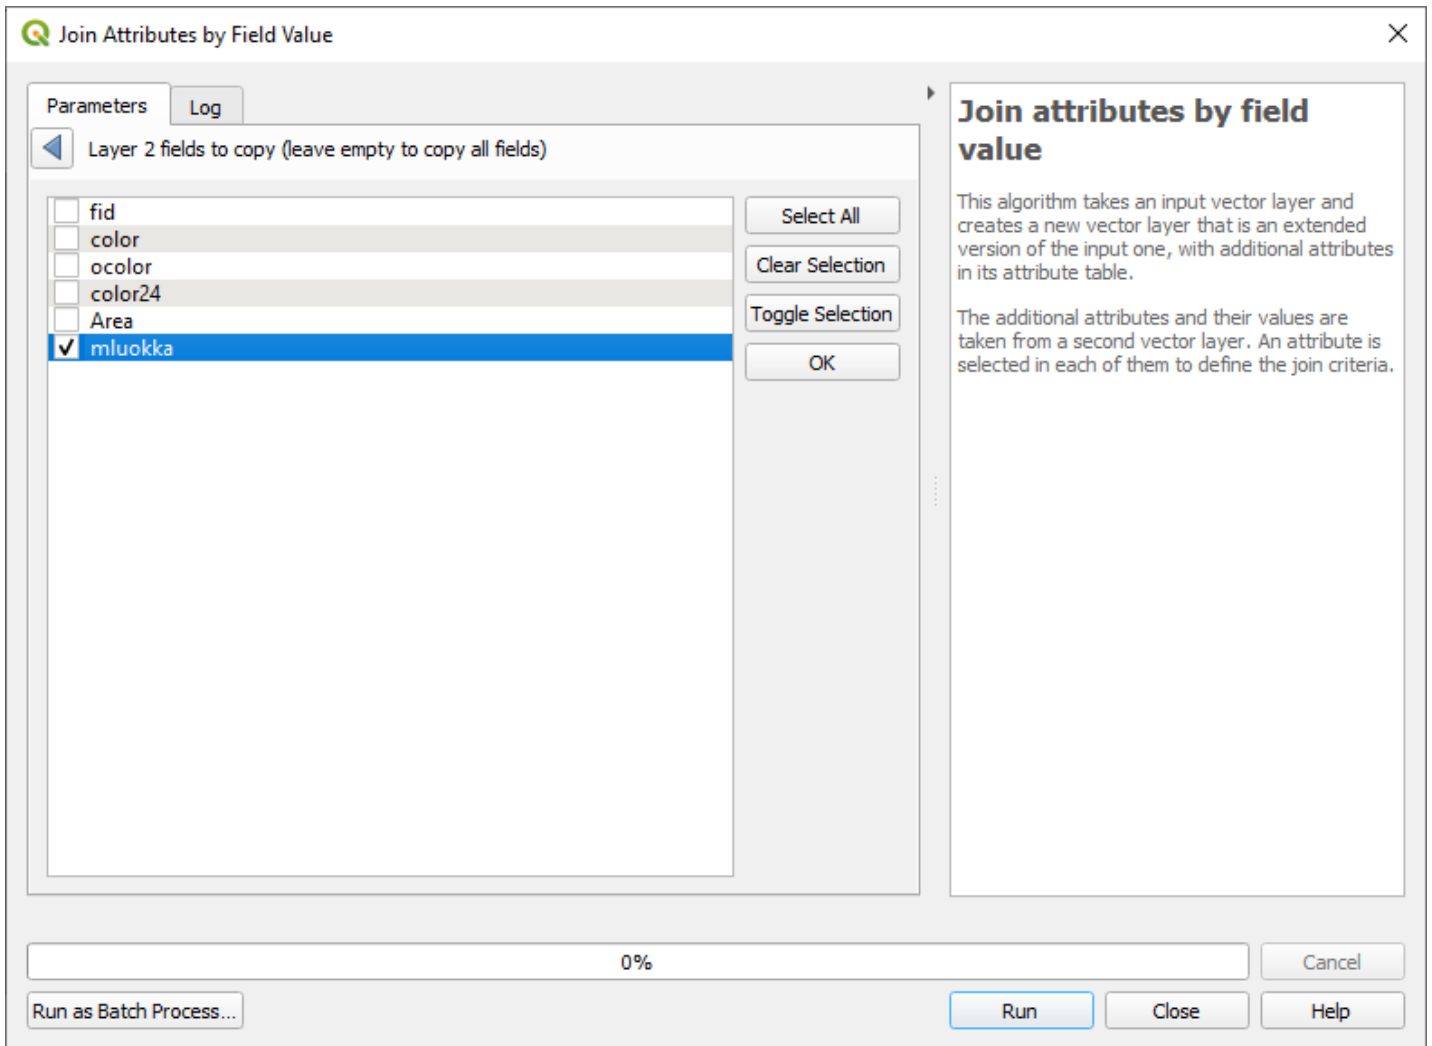 Join Attributes by Field Value
Parameters
Log
Layer 2 fields to copy (leave empty to copy all fields)
fid
color
ocolor
color24
Area
mluokka
Select All
Clear Selection
Toggle Selection
OK
Join attributes by field
value
This algorithm takes an input vector layer and
creates a new vector layer that is an extended
version of the input one, with additional attributes
in its attribute table.
The additional attributes and their values are
taken from a second vector layer. An attribute is
selected in each of them to define the join criteria.
0%
Cancel
Run as Batch Process...
Run
Close
Help